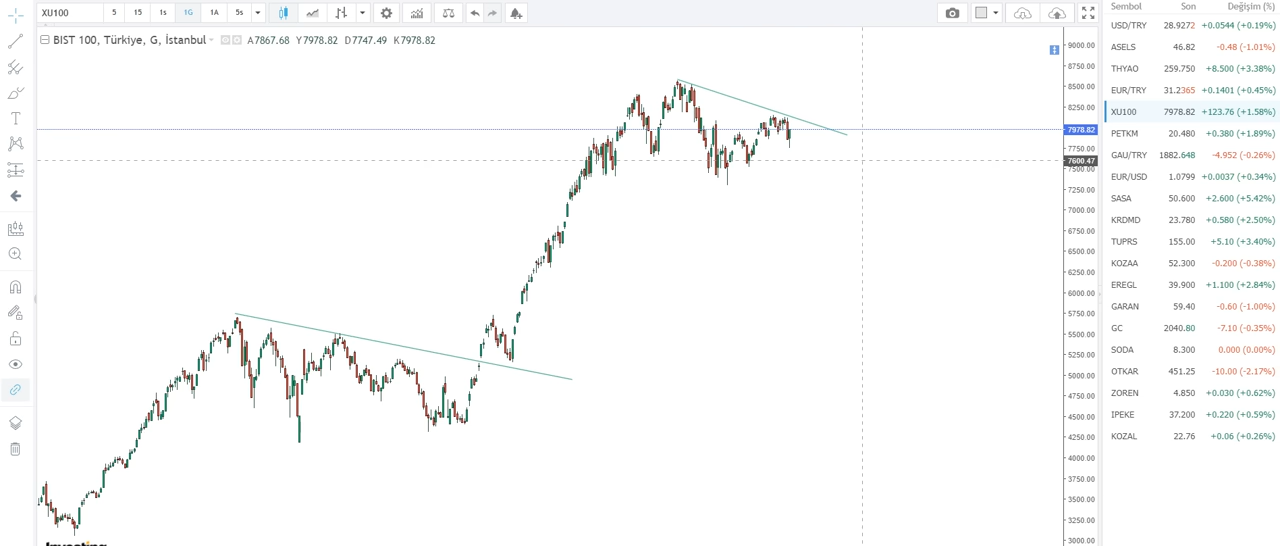 XU100 5 15 1s 1G 1A 5s
BIST 100, Türkiye, G, İstanbul A7867.68 Y7978.82 D7747.49 K7978.82
9000.00
8750.00
8500.00
8250.00
7978.82
7750.00
7600.47
7500.00
7250.00
7000.00
6750.00
6500.00
6250.00
6000.00
5750.00
5500.00
5250.00
5000.00
4750.00
4500.00
4250.00
4000.00
3750.00
3500.00
3250.00
3000.00
Investing
Sembol Son Değişim (%)
USD/TRY 28.9272 +0.0544 (+0.19%)
ASELS 46.82 -0.48 (-1.01%)
THYAO 259.750 +8.500 (+3.38%)
EUR/TRY 31.2365 +0.1401 (+0.45%)
XU100 7978.82 +123.76 (+1.58%)
PETKM 20.480 +0.380 (+1.89%)
GAU/TRY 1882.648 -4.952 (-0.26%)
EUR/USD 1.0799 +0.0037 (+0.34%)
SASA 50.600 +2.600 (+5.42%)
KRDMD 23.780 +0.580 (+2.50%)
TUPRS 155.00 +5.10 (+3.40%)
KOZAA 52.300 -0.200 (-0.38%)
EREGL 39.900 +1.100 (+2.84%)
GARAN 59.40 -0.60 (-1.00%)
GC 2040.80 -7.10 (-0.35%)
SODA 8.300 0.000 (0.00%)
OTKAR 451.25 -10.00 (-2.17%)
ZOREN 4.850 +0.030 (+0.62%)
IPEKE 37.200 +0.220 (+0.59%)
KOZAL 22.76 +0.06 (+0.26%)